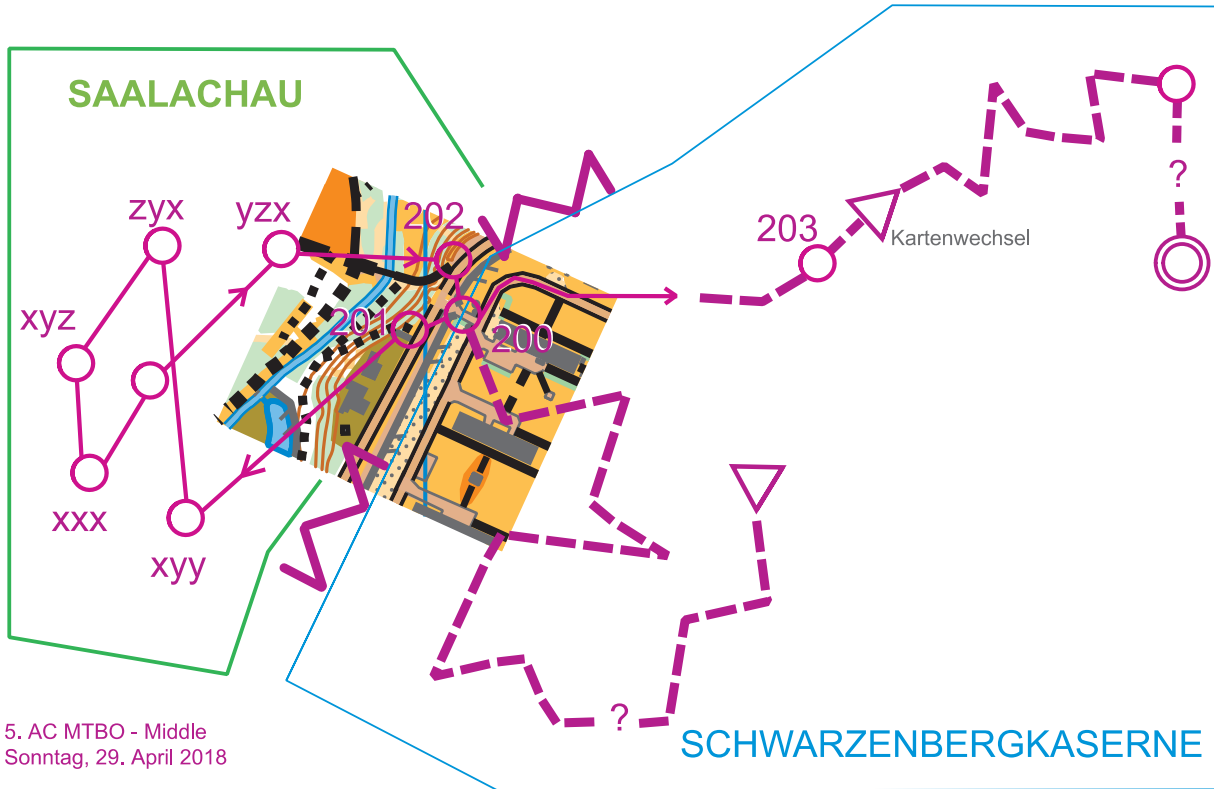 SAALACHAU
zyx
yzx
202
203
Kartenwechsel
?
xyz
201
200
xxx
xyy
?
5. AC MTBO - Middle
Sonntag, 29. April 2018
SCHWARZENBERGKASERNE